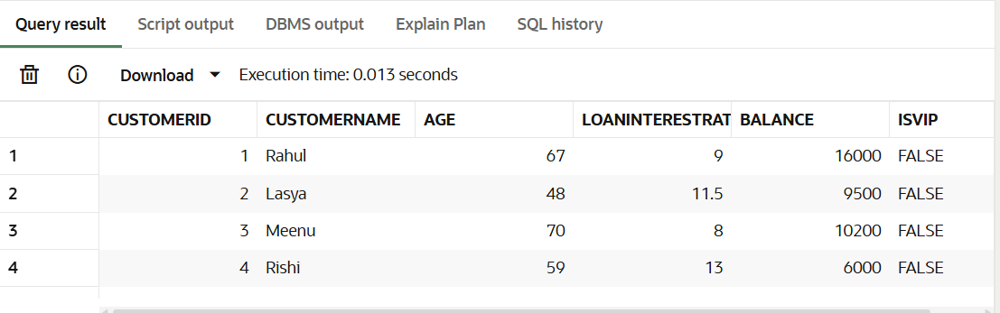 Query result Script output DBMS output Explain Plan SQL history
Download Execution time: 0.013 seconds
CUSTOMERID CUSTOMERNAME AGE LOANINTERESTRAT BALANCE ISVIP
1 1 Rahul 67 9 16000 FALSE
2 2 Lasya 48 11.5 9500 FALSE
3 3 Meenu 70 8 10200 FALSE
4 4 Rishi 59 13 6000 FALSE